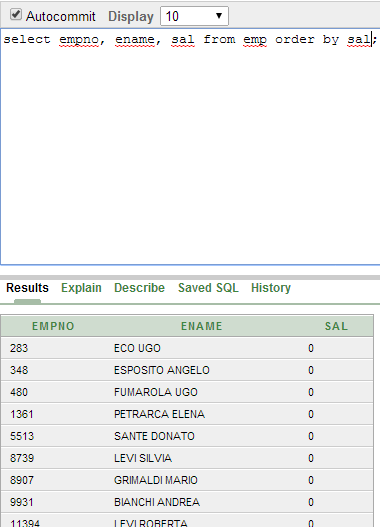 Autocommit Display 10
select empno, ename, sal from emp order by sal;
Results Explain Describe Saved SQL History
EMPNO ENAME SAL
283 ECO UGO 0
348 ESPOSITO ANGELO 0
480 FUMAROLA UGO 0
1361 PETRARCA ELENA 0
5513 SANTE DONATO 0
8739 LEVI SILVIA 0
8907 GRIMALDI MARIO 0
9931 BIANCHI ANDREA 0
11394 LEVI ROBERTA 0